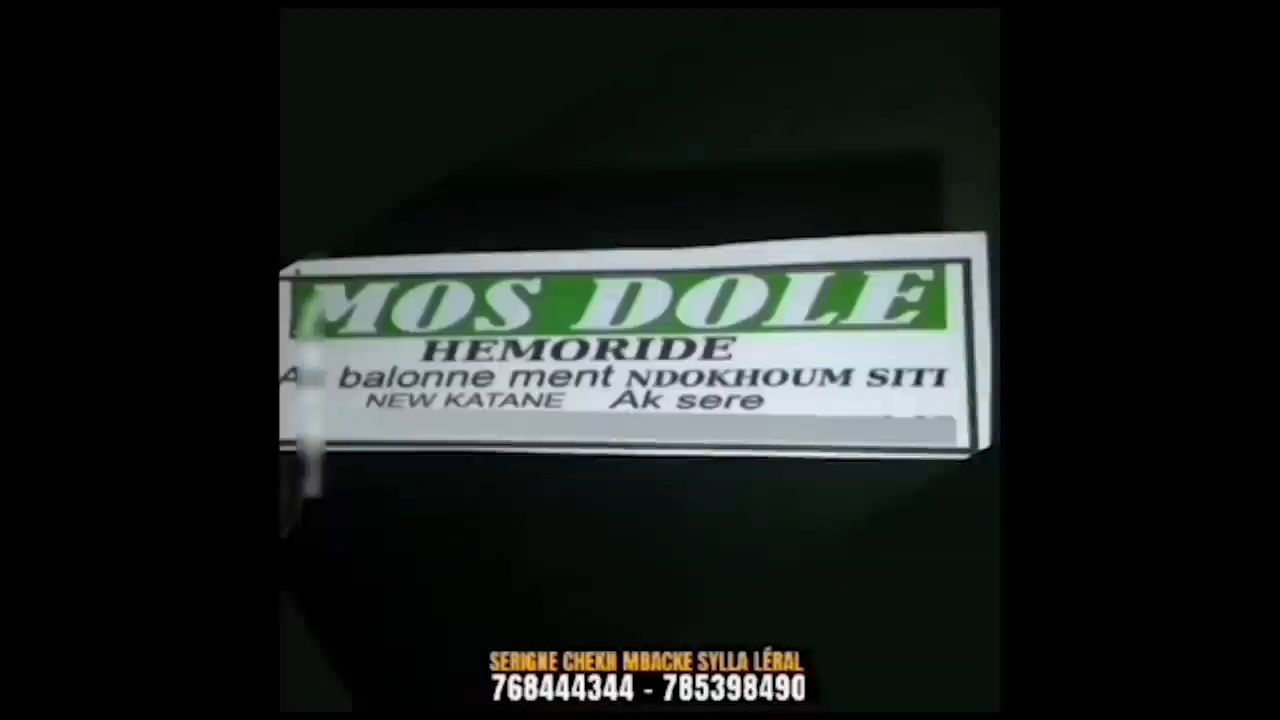 MOS DOLE
HEMORIDE
balonne ment NDOKHOUM SITI
NEW KATANE Ak sere
SERIGNE CHEKH MBACKE SYLLA LÉRAL
768444344 - 785398490